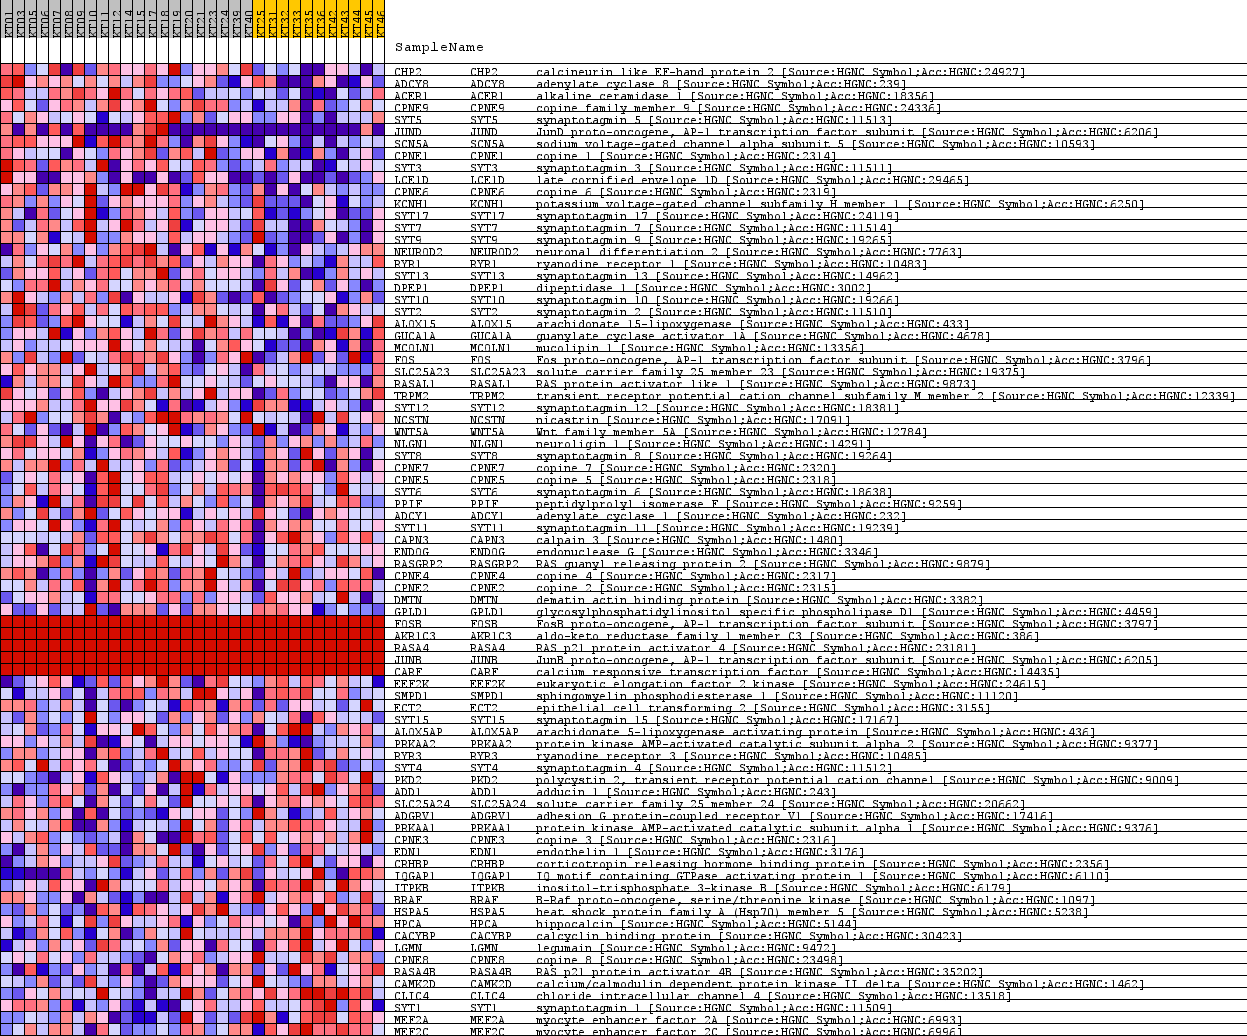 KT01 KT03 KT05 KT06 KT07 KT08 KT09 KT10 KT11 KT12 KT14 KT15 KT17 KT18 KT19 KT20 KT21 KT23 KT24 KT39 KT40 KT25 KT31 KT32 KT33 KT35 KT36 KT42 KT43 KT44 KT45 KT46
SampleName
CHP2 CHP2 calcineurin like EF-hand protein 2 [Source:HGNC Symbol;Acc:HGNC:24927]
ADCY8 ADCY8 adenylate cyclase 8 [Source:HGNC Symbol;Acc:HGNC:239]
ACER1 ACER1 alkaline ceramidase 1 [Source:HGNC Symbol;Acc:HGNC:18356]
CPNE9 CPNE9 copine family member 9 [Source:HGNC Symbol;Acc:HGNC:24336]
SYT5 SYT5 synaptotagmin 5 [Source:HGNC Symbol;Acc:HGNC:11513]
JUND JUND JunD proto-oncogene, AP-1 transcription factor subunit [Source:HGNC Symbol;Acc:HGNC:6206]
SCN5A SCN5A sodium voltage-gated channel alpha subunit 5 [Source:HGNC Symbol;Acc:HGNC:10593]
CPNE1 CPNE1 copine 1 [Source:HGNC Symbol;Acc:HGNC:2314]
SYT3 SYT3 synaptotagmin 3 [Source:HGNC Symbol;Acc:HGNC:11511]
LCE1D LCE1D late cornified envelope 1D [Source:HGNC Symbol;Acc:HGNC:29465]
CPNE6 CPNE6 copine 6 [Source:HGNC Symbol;Acc:HGNC:2319]
KCNH1 KCNH1 potassium voltage-gated channel subfamily H member 1 [Source:HGNC Symbol;Acc:HGNC:6250]
SYT17 SYT17 synaptotagmin 17 [Source:HGNC Symbol;Acc:HGNC:24119]
SYT7 SYT7 synaptotagmin 7 [Source:HGNC Symbol;Acc:HGNC:11514]
SYT9 SYT9 synaptotagmin 9 [Source:HGNC Symbol;Acc:HGNC:19265]
NEUROD2 NEUROD2 neuronal differentiation 2 [Source:HGNC Symbol;Acc:HGNC:7763]
RYR1 RYR1 ryanodine receptor 1 [Source:HGNC Symbol;Acc:HGNC:10483]
SYT13 SYT13 synaptotagmin 13 [Source:HGNC Symbol;Acc:HGNC:14962]
DPEP1 DPEP1 dipeptidase 1 [Source:HGNC Symbol;Acc:HGNC:3002]
SYT10 SYT10 synaptotagmin 10 [Source:HGNC Symbol;Acc:HGNC:19266]
SYT2 SYT2 synaptotagmin 2 [Source:HGNC Symbol;Acc:HGNC:11510]
ALOX15 ALOX15 arachidonate 15-lipoxygenase [Source:HGNC Symbol;Acc:HGNC:433]
GUCA1A GUCA1A guanylate cyclase activator 1A [Source:HGNC Symbol;Acc:HGNC:4678]
MCOLN1 MCOLN1 mucolipin 1 [Source:HGNC Symbol;Acc:HGNC:13356]
FOS FOS Fos proto-oncogene, AP-1 transcription factor subunit [Source:HGNC Symbol;Acc:HGNC:3796]
SLC25A23 SLC25A23 solute carrier family 25 member 23 [Source:HGNC Symbol;Acc:HGNC:19375]
RASAL1 RASAL1 RAS protein activator like 1 [Source:HGNC Symbol;Acc:HGNC:9873]
TRPM2 TRPM2 transient receptor potential cation channel subfamily M member 2 [Source:HGNC Symbol;Acc:HGNC:12339]
SYT12 SYT12 synaptotagmin 12 [Source:HGNC Symbol;Acc:HGNC:18381]
NCSTN NCSTN nicastrin [Source:HGNC Symbol;Acc:HGNC:17091]
WNT5A WNT5A Wnt family member 5A [Source:HGNC Symbol;Acc:HGNC:12784]
NLGN1 NLGN1 neuroligin 1 [Source:HGNC Symbol;Acc:HGNC:14291]
SYT8 SYT8 synaptotagmin 8 [Source:HGNC Symbol;Acc:HGNC:19264]
CPNE7 CPNE7 copine 7 [Source:HGNC Symbol;Acc:HGNC:2320]
CPNE5 CPNE5 copine 5 [Source:HGNC Symbol;Acc:HGNC:2318]
SYT6 SYT6 synaptotagmin 6 [Source:HGNC Symbol;Acc:HGNC:18638]
PPIF PPIF peptidylprolyl isomerase F [Source:HGNC Symbol;Acc:HGNC:9259]
ADCY1 ADCY1 adenylate cyclase 1 [Source:HGNC Symbol;Acc:HGNC:232]
SYT11 SYT11 synaptotagmin 11 [Source:HGNC Symbol;Acc:HGNC:19239]
CAPN3 CAPN3 calpain 3 [Source:HGNC Symbol;Acc:HGNC:1480]
ENDOG ENDOG endonuclease G [Source:HGNC Symbol;Acc:HGNC:3346]
RASGRP2 RASGRP2 RAS guanyl releasing protein 2 [Source:HGNC Symbol;Acc:HGNC:9879]
CPNE4 CPNE4 copine 4 [Source:HGNC Symbol;Acc:HGNC:2317]
CPNE2 CPNE2 copine 2 [Source:HGNC Symbol;Acc:HGNC:2315]
DMTN DMTN dematin actin binding protein [Source:HGNC Symbol;Acc:HGNC:3382]
GPLD1 GPLD1 glycosylphosphatidylinositol specific phospholipase D1 [Source:HGNC Symbol;Acc:HGNC:4459]
FOSB FOSB FosB proto-oncogene, AP-1 transcription factor subunit [Source:HGNC Symbol;Acc:HGNC:3797]
AKR1C3 AKR1C3 aldo-keto reductase family 1 member C3 [Source:HGNC Symbol;Acc:HGNC:386]
RASA4 RASA4 RAS p21 protein activator 4 [Source:HGNC Symbol;Acc:HGNC:23181]
JUNB JUNB JunB proto-oncogene, AP-1 transcription factor subunit [Source:HGNC Symbol;Acc:HGNC:6205]
CARF CARF calcium responsive transcription factor [Source:HGNC Symbol;Acc:HGNC:14435]
EEF2K EEF2K eukaryotic elongation factor 2 kinase [Source:HGNC Symbol;Acc:HGNC:24615]
SMPD1 SMPD1 sphingomyelin phosphodiesterase 1 [Source:HGNC Symbol;Acc:HGNC:11120]
ECT2 ECT2 epithelial cell transforming 2 [Source:HGNC Symbol;Acc:HGNC:3155]
SYT15 SYT15 synaptotagmin 15 [Source:HGNC Symbol;Acc:HGNC:17167]
ALOX5AP ALOX5AP arachidonate 5-lipoxygenase activating protein [Source:HGNC Symbol;Acc:HGNC:436]
PRKAA2 PRKAA2 protein kinase AMP-activated catalytic subunit alpha 2 [Source:HGNC Symbol;Acc:HGNC:9377]
RYR3 RYR3 ryanodine receptor 3 [Source:HGNC Symbol;Acc:HGNC:10485]
SYT4 SYT4 synaptotagmin 4 [Source:HGNC Symbol;Acc:HGNC:11512]
PKD2 PKD2 polycystin 2, transient receptor potential cation channel [Source:HGNC Symbol;Acc:HGNC:9009]
ADD1 ADD1 adducin 1 [Source:HGNC Symbol;Acc:HGNC:243]
SLC25A24 SLC25A24 solute carrier family 25 member 24 [Source:HGNC Symbol;Acc:HGNC:20662]
ADGRV1 ADGRV1 adhesion G protein-coupled receptor V1 [Source:HGNC Symbol;Acc:HGNC:17416]
PRKAA1 PRKAA1 protein kinase AMP-activated catalytic subunit alpha 1 [Source:HGNC Symbol;Acc:HGNC:9376]
CPNE3 CPNE3 copine 3 [Source:HGNC Symbol;Acc:HGNC:2316]
EDN1 EDN1 endothelin 1 [Source:HGNC Symbol;Acc:HGNC:3176]
CRHBP CRHBP corticotropin releasing hormone binding protein [Source:HGNC Symbol;Acc:HGNC:2356]
IQGAP1 IQGAP1 IQ motif containing GTPase activating protein 1 [Source:HGNC Symbol;Acc:HGNC:6110]
ITPKB ITPKB inositol-trisphosphate 3-kinase B [Source:HGNC Symbol;Acc:HGNC:6179]
BRAF BRAF B-Raf proto-oncogene, serine/threonine kinase [Source:HGNC Symbol;Acc:HGNC:1097]
HSPA5 HSPA5 heat shock protein family A (Hsp70) member 5 [Source:HGNC Symbol;Acc:HGNC:5238]
HPCA HPCA hippocalcin [Source:HGNC Symbol;Acc:HGNC:5144]
CACYBP CACYBP calcyclin binding protein [Source:HGNC Symbol;Acc:HGNC:30423]
LGMN LGMN legumain [Source:HGNC Symbol;Acc:HGNC:9472]
CPNE8 CPNE8 copine 8 [Source:HGNC Symbol;Acc:HGNC:23498]
RASA4B RASA4B RAS p21 protein activator 4B [Source:HGNC Symbol;Acc:HGNC:35202]
CAMK2D CAMK2D calcium/calmodulin dependent protein kinase II delta [Source:HGNC Symbol;Acc:HGNC:1462]
CLIC4 CLIC4 chloride intracellular channel 4 [Source:HGNC Symbol;Acc:HGNC:13518]
SYT1 SYT1 synaptotagmin 1 [Source:HGNC Symbol;Acc:HGNC:11509]
MEF2A MEF2A myocyte enhancer factor 2A [Source:HGNC Symbol;Acc:HGNC:6993]
MEF2C MEF2C myocyte enhancer factor 2C [Source:HGNC Symbol;Acc:HGNC:6996]